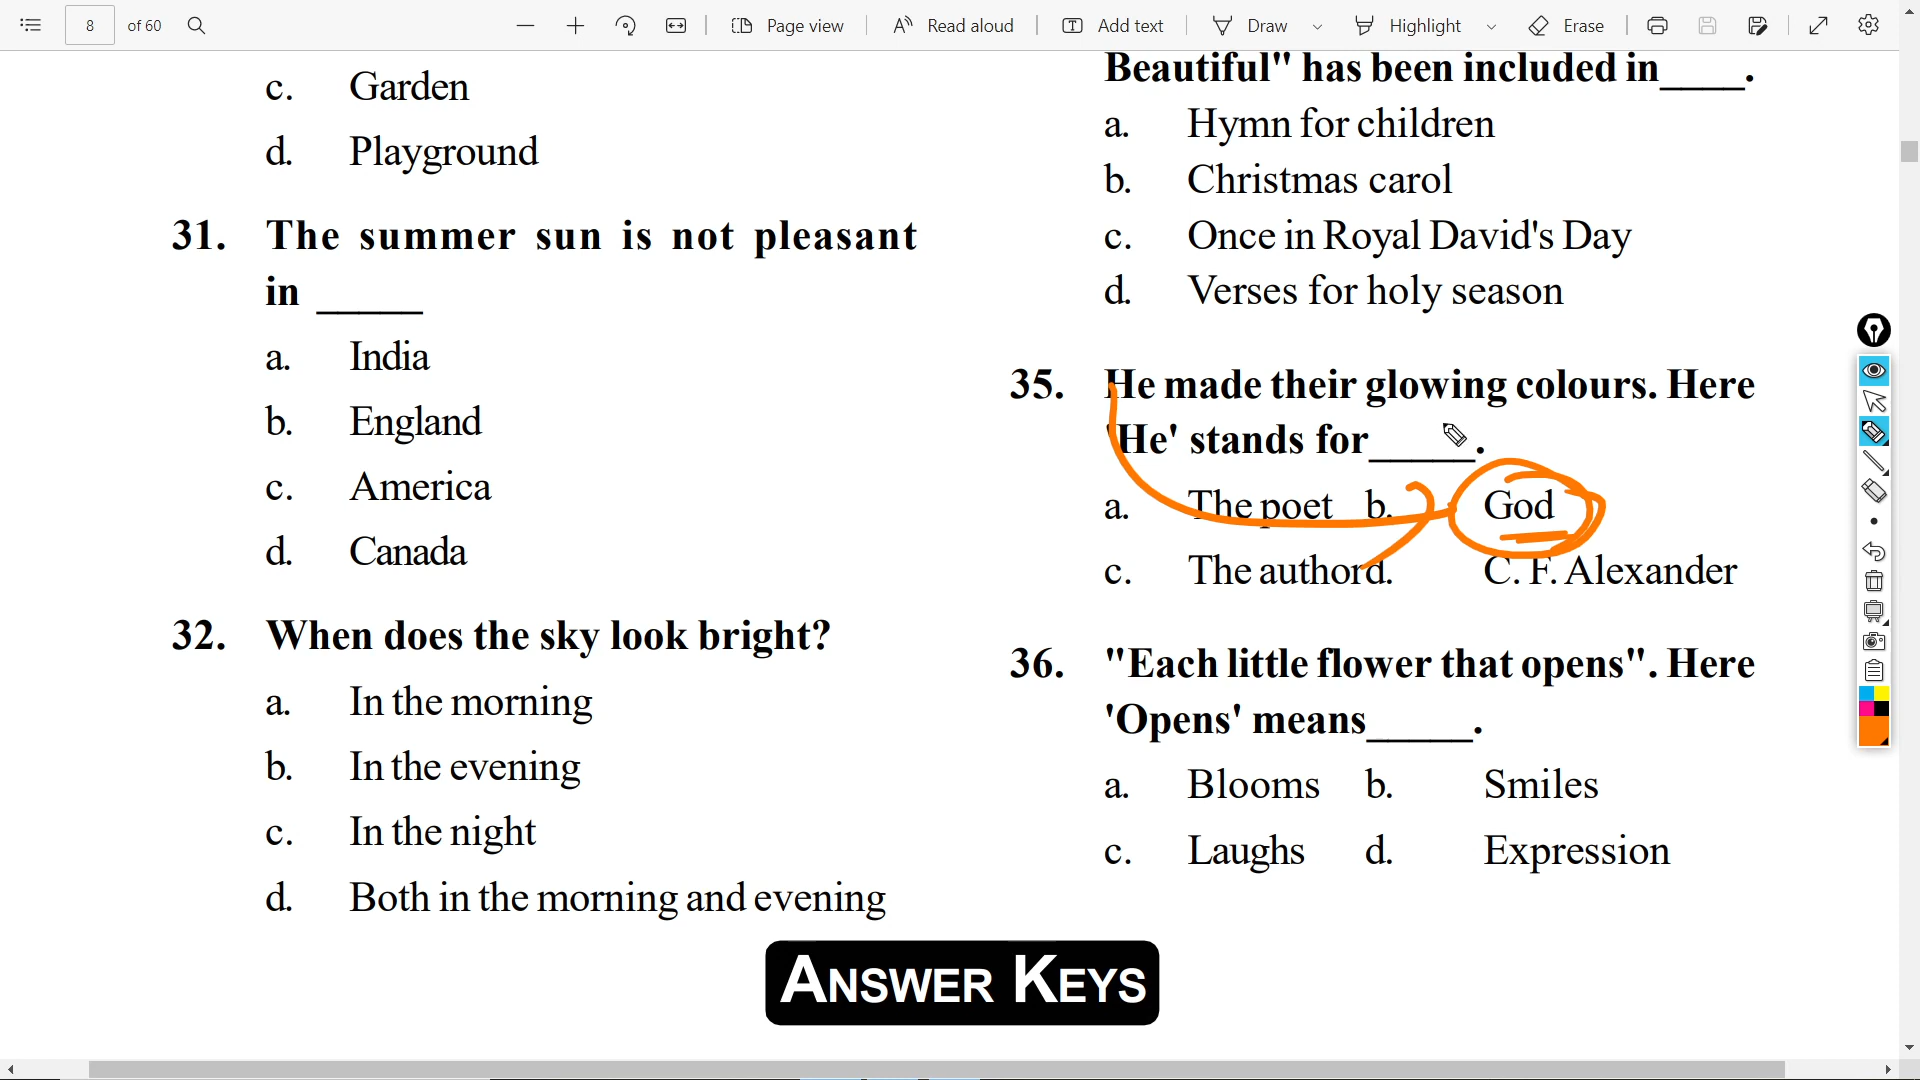 8 of 60 Page view Read aloud Add text Draw Highlight Erase
c. Garden
d. Playground
31. The summer sun is not pleasant
in _____
a. India
b. England
c. America
d. Canada
32. When does the sky look bright?
a. In the morning
b. In the evening
c. In the night
d. Both in the morning and evening
Beautiful" has been included in____.
a. Hymn for children
b. Christmas carol
c. Once in Royal David's Day
d. Verses for holy season
35. He made their glowing colours. Here
'He' stands for_____.
a. The poet b. God
c. The author d. C. F. Alexander
36. "Each little flower that opens". Here
'Opens' means_____.
a. Blooms b. Smiles
c. Laughs d. Expression
ANSWER KEYS